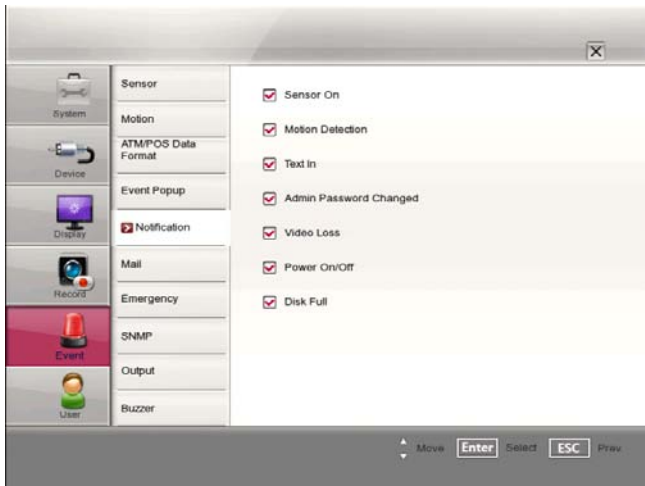 System
Device
Display
Record
Event
User
Sensor
Motion
ATM/POS Data
Format
Event Popup
Notification
Mail
Emergency
SNMP
Output
Buzzer
Sensor On
Motion Detection
Text In
Admin Password Changed
Video Loss
Power On/Off
Disk Full
Move Enter Select ESC Prev